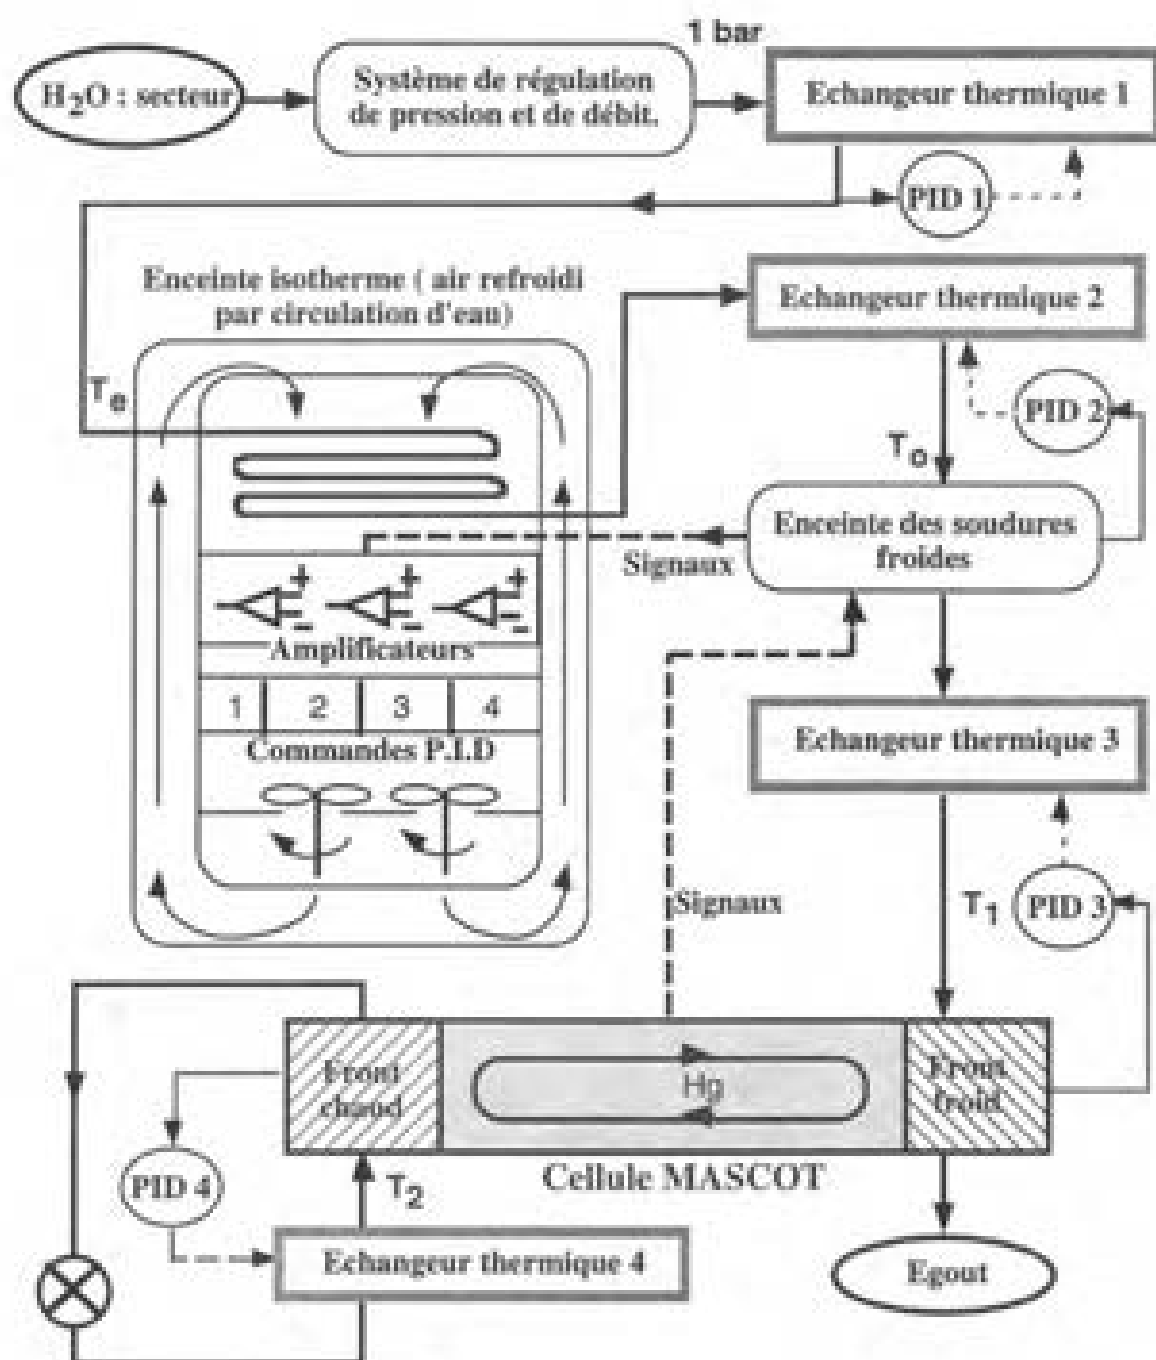 1 bar
H2O : secteur
Système de régulation
de pression et de débit.
Echangeur thermique 1
PID 1
Enceinte isotherme ( air refroidi
par circulation d'eau)
Echangeur thermique 2
Te
PID 2
To
Enceinte des soudures
froides
Signaux
+ + +
- - -
Amplificateurs
1 2 3 4
Commandes P.I.D
Echangeur thermique 3
Signaux
T1
PID 3
Front
chaud
Hg
froid
Cellule MASCOT
PID 4
T2
Echangeur thermique 4
Egout